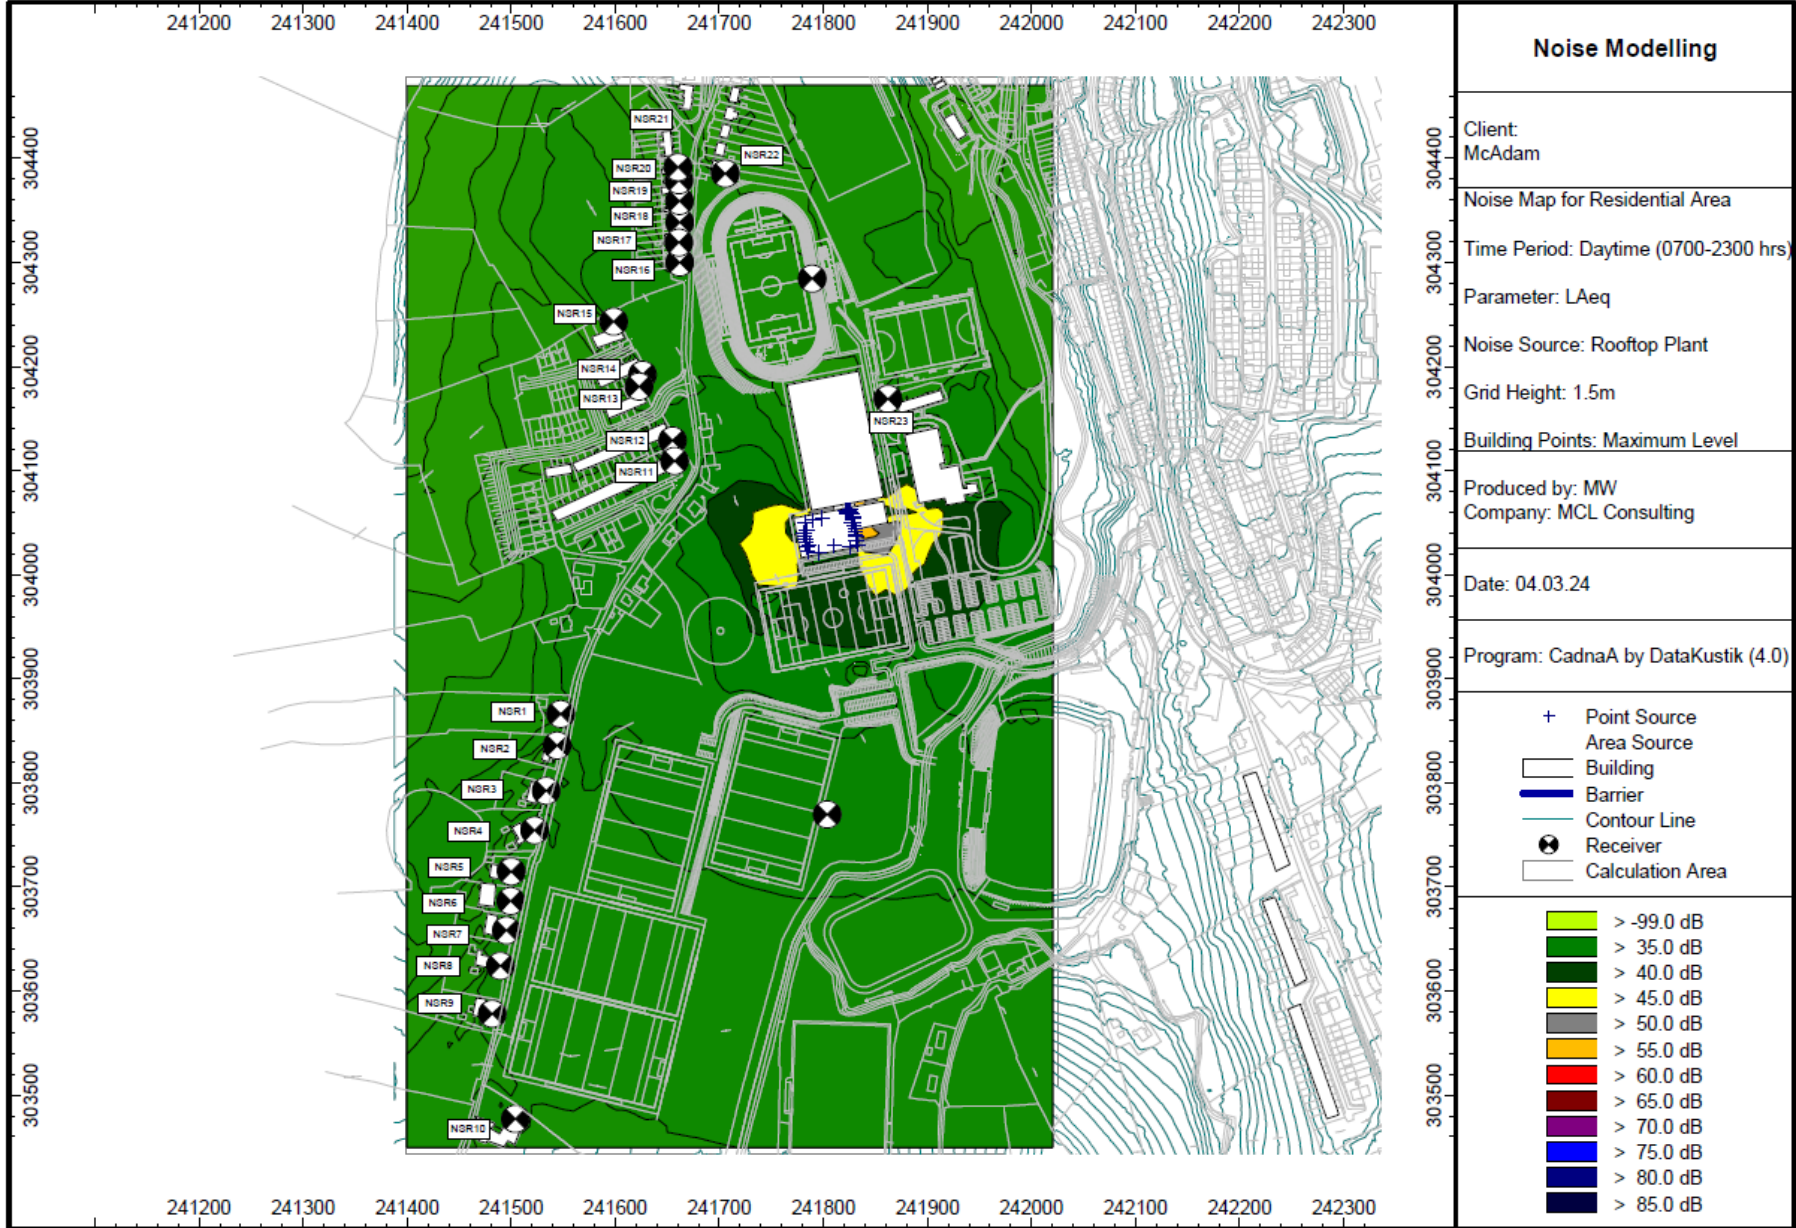 241200 241300 241400 241500 241600 241700 241800 241900 242000 242100 242200 242300
Noise Modelling
Client:
McAdam
Noise Map for Residential Area
Time Period: Daytime (0700-2300 hrs)
Parameter: LAeq
Noise Source: Rooftop Plant
Grid Height: 1.5m
Building Points: Maximum Level
Produced by: MW
Company: MCL Consulting
Date: 04.03.24
Program: CadnaA by DataKustik (4.0)
Point Source
Area Source
Building
Barrier
Contour Line
Receiver
Calculation Area
> -99.0 dB
> 35.0 dB
> 40.0 dB
> 45.0 dB
> 50.0 dB
> 55.0 dB
> 60.0 dB
> 65.0 dB
> 70.0 dB
> 75.0 dB
> 80.0 dB
> 85.0 dB
304400
304300
304200
304100
304000
303900
303800
303700
303600
303500
NSR21
NSR22
NSR20
NSR19
NSR18
NSR17
NSR16
NSR15
NSR14
NSR13
NSR23
NSR12
NSR11
NSR1
NSR2
NSR3
NSR4
NSR5
NSR6
NSR7
NSR8
NSR9
NSR10
304400
304300
304200
304100
304000
303900
303800
303700
303600
303500
241200 241300 241400 241500 241600 241700 241800 241900 242000 242100 242200 242300